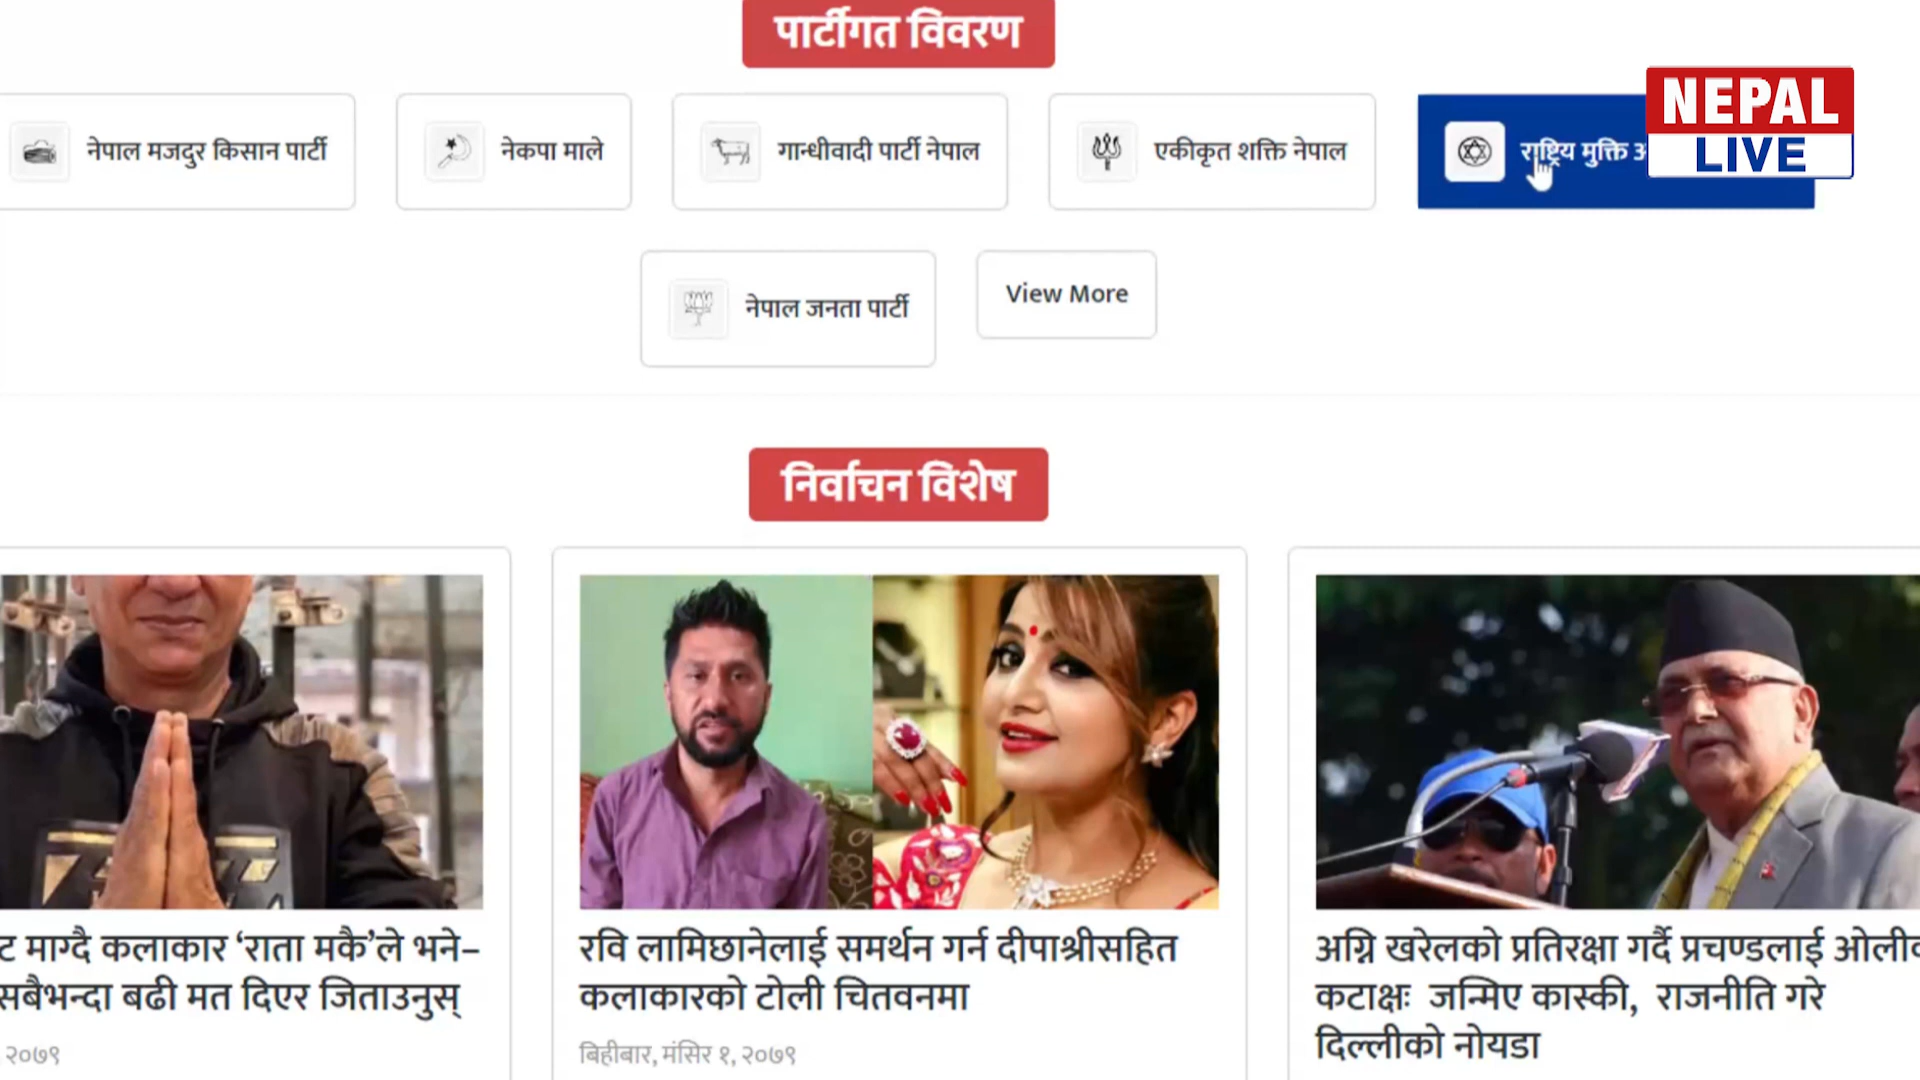 पार्टीगत विवरण
NEPAL
LIVE
नेपाल मजदुर किसान पार्टी
नेकपा माले
गान्धीवादी पार्टी नेपाल
एकीकृत शक्ति नेपाल
राष्ट्रिय मुक्ति
नेपाल जनता पार्टी
View More
निर्वाचन विशेष
माग्दै कलाकार ‘राता मकै’ले भने–
सबैभन्दा बढी मत दिएर जिताउनुस्
२०७९
रवि लामिछानेलाई समर्थन गर्न दीपाश्रीसहित
कलाकारको टोली चितवनमा
बिहीबार, मंसिर १, २०७९
अग्नि खरेलको प्रतिरक्षा गर्दै प्रचण्डलाई
कटाक्षः जन्मिए कास्की, राजनीति गरे
दिल्लीको नोयडा